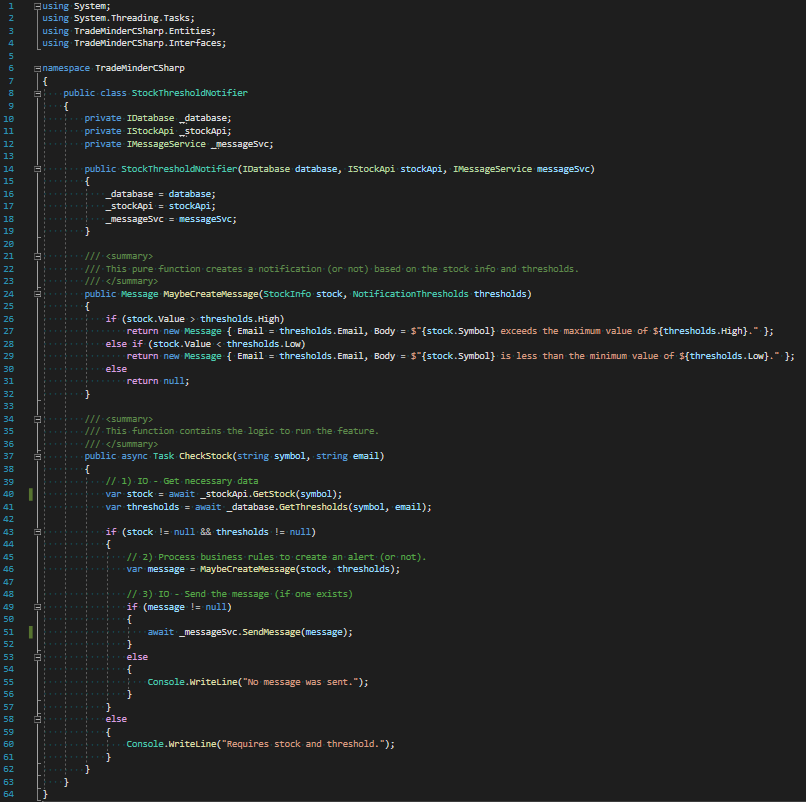 1 using System;
2 using System.Threading.Tasks;
3 using TradeMinderCSharp.Entities;
4 using TradeMinderCSharp.Interfaces;
5
6 namespace TradeMinderCSharp
7 {
8     public class StockThresholdNotifier
9     {
10         private IDatabase _database;
11         private IStockApi _stockApi;
12         private IMessageService _messageSvc;
13
14         public StockThresholdNotifier(IDatabase database, IStockApi stockApi, IMessageService messageSvc)
15         {
16             _database = database;
17             _stockApi = stockApi;
18             _messageSvc = messageSvc;
19         }
20
21         /// <summary>
22         /// This pure function creates a notification (or not) based on the stock info and thresholds.
23         /// </summary>
24         public Message MaybeCreateMessage(StockInfo stock, NotificationThresholds thresholds)
25         {
26             if (stock.Value > thresholds.High)
27                 return new Message { Email = thresholds.Email, Body = $"{stock.Symbol} exceeds the maximum value of ${thresholds.High}." };
28             else if (stock.Value < thresholds.Low)
29                 return new Message { Email = thresholds.Email, Body = $"{stock.Symbol} is less than the minimum value of ${thresholds.Low}." };
30             else
31                 return null;
32         }
33
34         /// <summary>
35         /// This function contains the logic to run the feature.
36         /// </summary>
37         public async Task CheckStock(string symbol, string email)
38         {
39             // 1) IO - Get necessary data
40             var stock = await _stockApi.GetStock(symbol);
41             var thresholds = await _database.GetThresholds(symbol, email);
42
43             if (stock != null && thresholds != null)
44             {
45                 // 2) Process business rules to create an alert (or not).
46                 var message = MaybeCreateMessage(stock, thresholds);
47
48                 // 3) IO - Send the message (if one exists)
49                 if (message != null)
50                 {
51                     await _messageSvc.SendMessage(message);
52                 }
53                 else
54                 {
55                     Console.WriteLine("No message was sent.");
56                 }
57             }
58             else
59             {
60                 Console.WriteLine("Requires stock and threshold.");
61             }
62         }
63     }
64 }